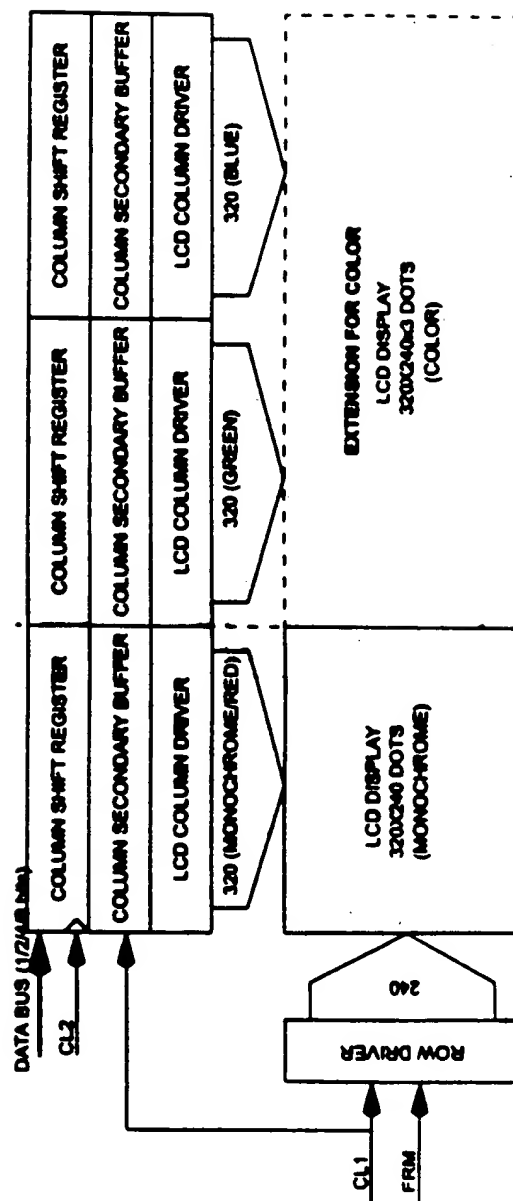 DATA BUS (1/2/4/8 bits)
CL2
COLUMN SHIFT REGISTER
COLUMN SHIFT REGISTER
COLUMN SHIFT REGISTER
COLUMN SECONDARY BUFFER
COLUMN SECONDARY BUFFER
COLUMN SECONDARY BUFFER
LCD COLUMN DRIVER
LCD COLUMN DRIVER
LCD COLUMN DRIVER
320 (MONOCHROME/RED)
320 (GREEN)
320 (BLUE)
CL1
FRM
ROW DRIVER
240
LCD DISPLAY
320X240 DOTS
(MONOCHROME)
EXTENSION FOR COLOR
LCD DISPLAY
320X240x3 DOTS
(COLOR)